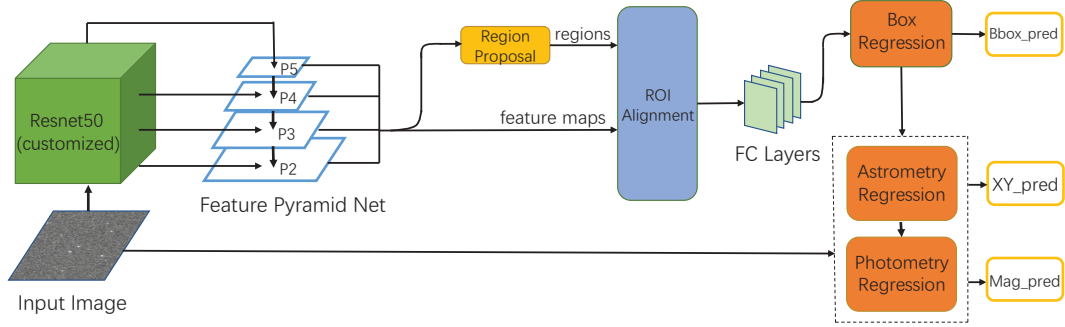 Resnet50
(customized)
Input Image
P5
P4
P3
P2
Feature Pyramid Net
Region
Proposal
regions
feature maps
ROI
Alignment
FC Layers
Box
Regression
Bbox_pred
Astrometry
Regression
XY_pred
Photometry
Regression
Mag_pred